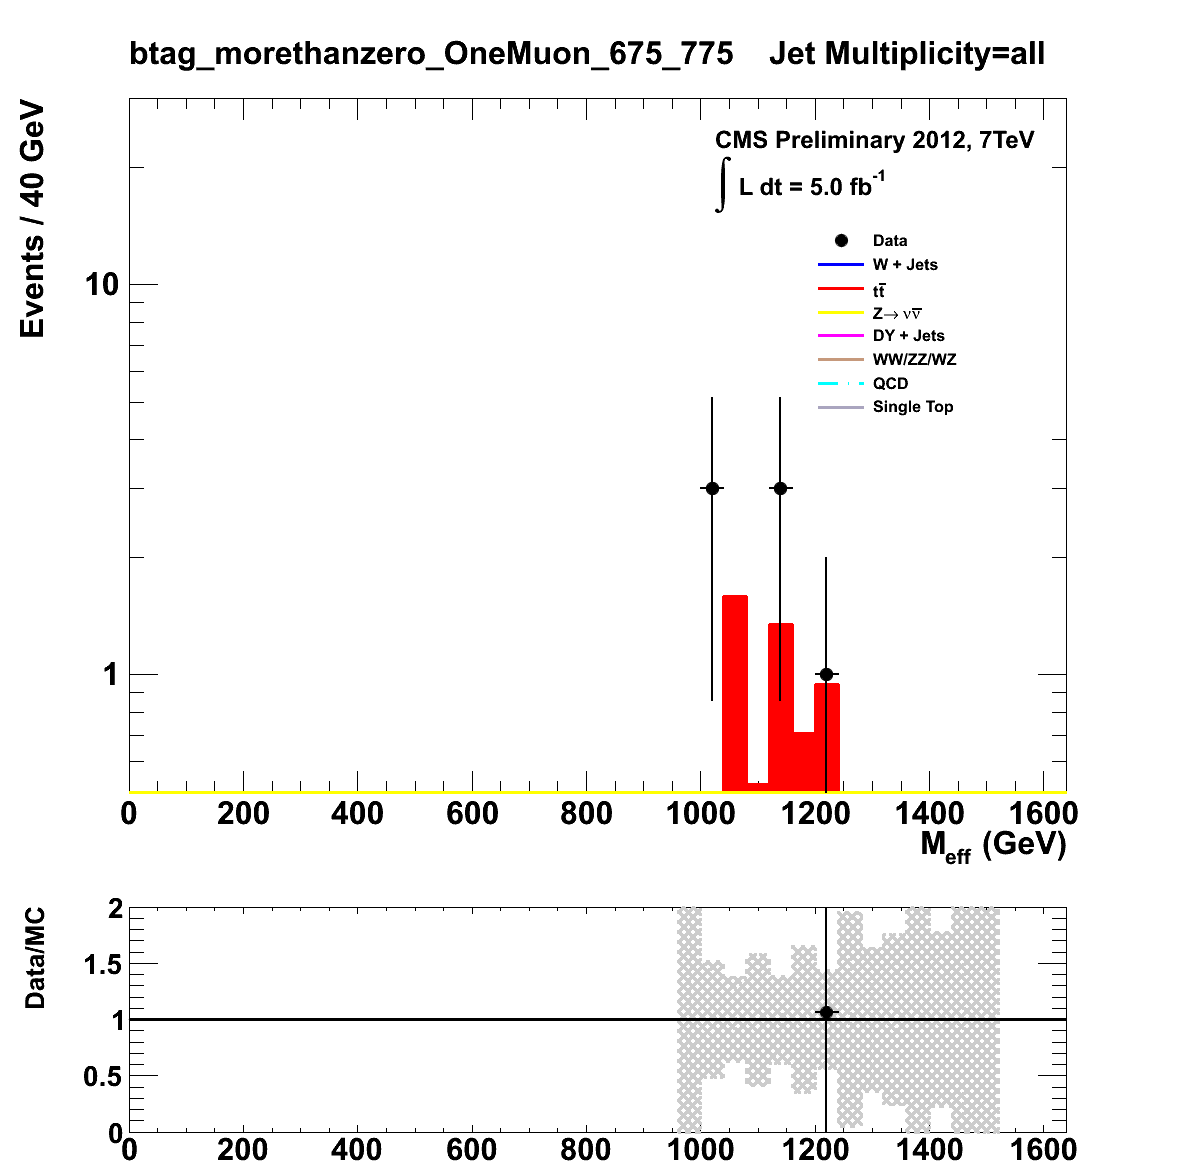 btag_morethanzero_OneMuon_675_775 Jet Multiplicity=all
Events / 40 GeV
CMS Preliminary 2012, 7TeV
∫ L dt = 5.0 fb⁻¹
Data
W + Jets
tt̅
Z→ νν̅
DY + Jets
WW/ZZ/WZ
QCD
Single Top
10
1
0 200 400 600 800 1000 1200 1400 1600
M_eff (GeV)
Data/MC
2
1.5
1
0.5
0
0 200 400 600 800 1000 1200 1400 1600